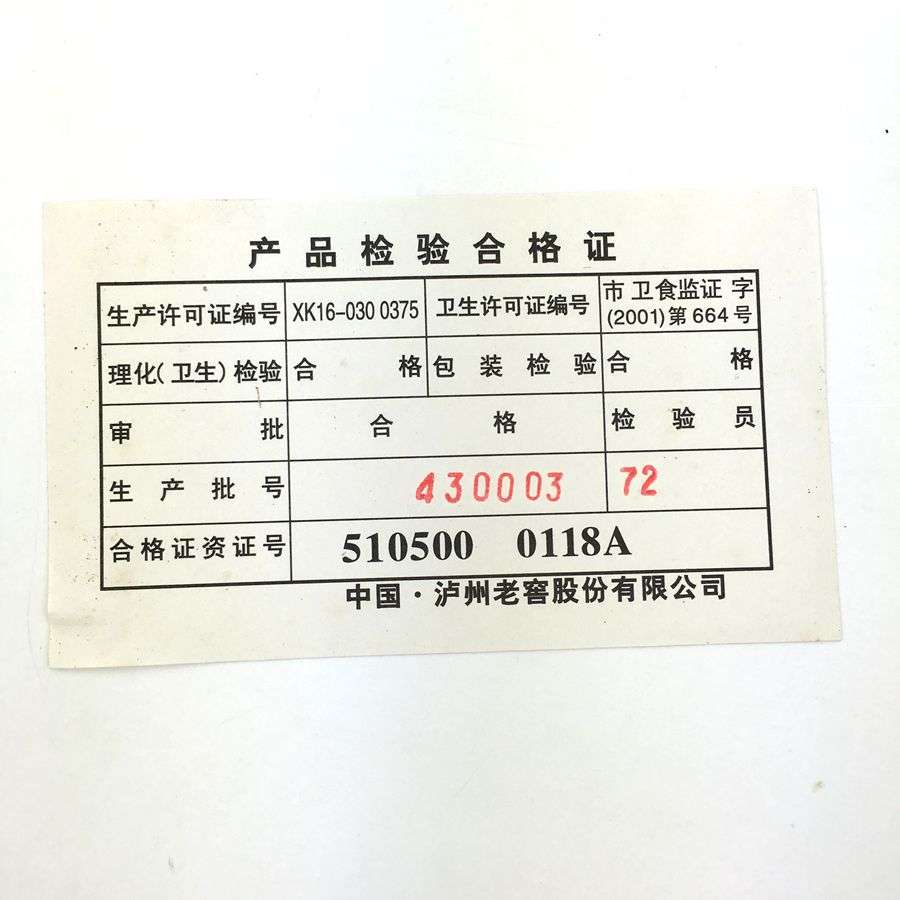 产品检验合格证
生产许可证编号 XK16-030 0375 卫生许可证编号 市卫食监证字
(2001)第664号
理化(卫生)检验 合格 包装检验 合格
审批 合格 检验员
生产批号 430003 72
合格证资证号 510500 0118A
中国·泸州老窖股份有限公司